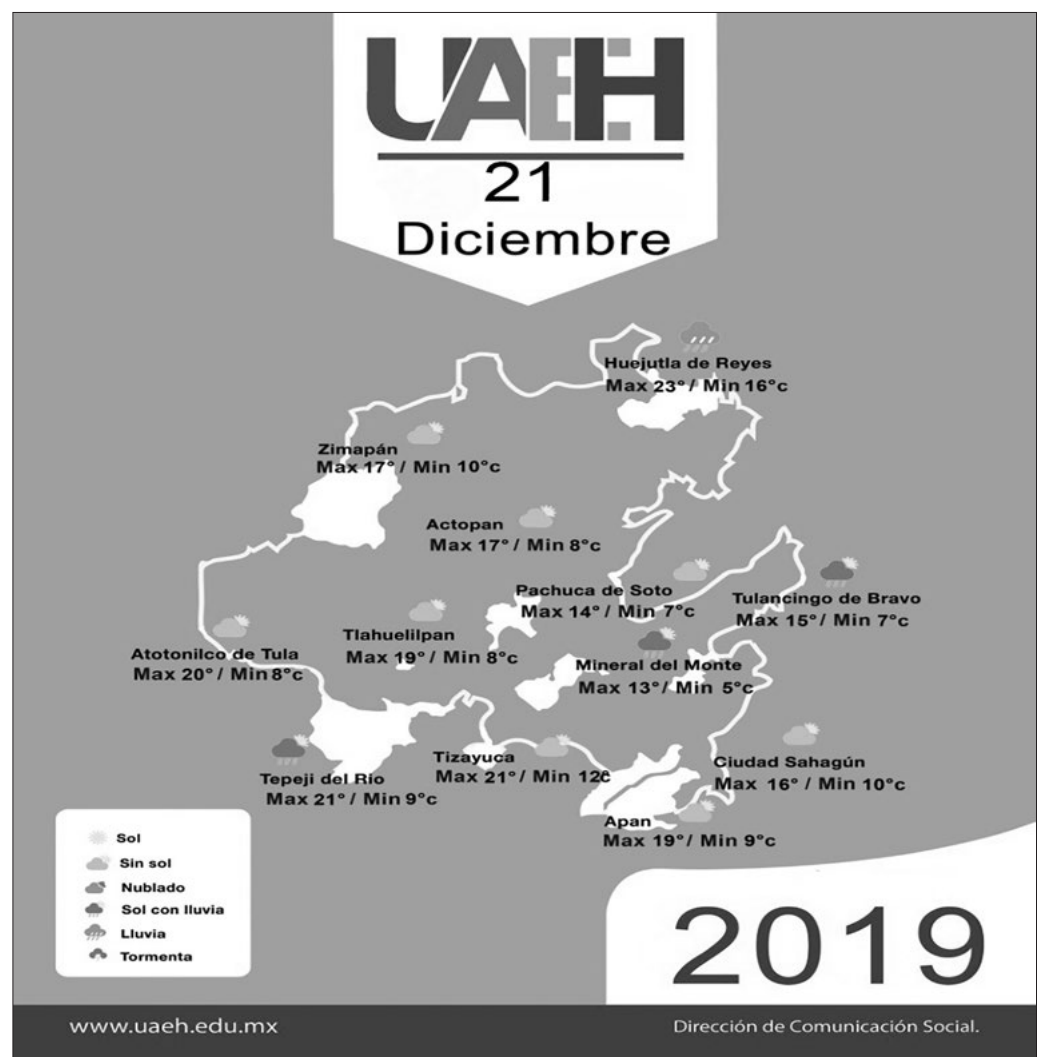 UAEH
21
Diciembre
Huejutla de Reyes
Max 23° / Min 16°c
Zimapán
Max 17° / Min 10°c
Actopan
Max 17° / Min 8°c
Pachuca de Soto
Max 14° / Min 7°c
Tulancingo de Bravo
Max 15° / Min 7°c
Tlahuelilpan
Max 19° / Min 8°c
Atotonilco de Tula
Max 20° / Min 8°c
Mineral del Monte
Max 13° / Min 5°c
Tizayuca
Max 21° / Min 12c
Ciudad Sahagún
Max 16° / Min 10°c
Tepeji del Rio
Max 21° / Min 9°c
Apan
Max 19° / Min 9°c
Sol
Sin sol
Nublado
Sol con lluvia
Lluvia
Tormenta
2019
www.uaeh.edu.mx
Dirección de Comunicación Social.